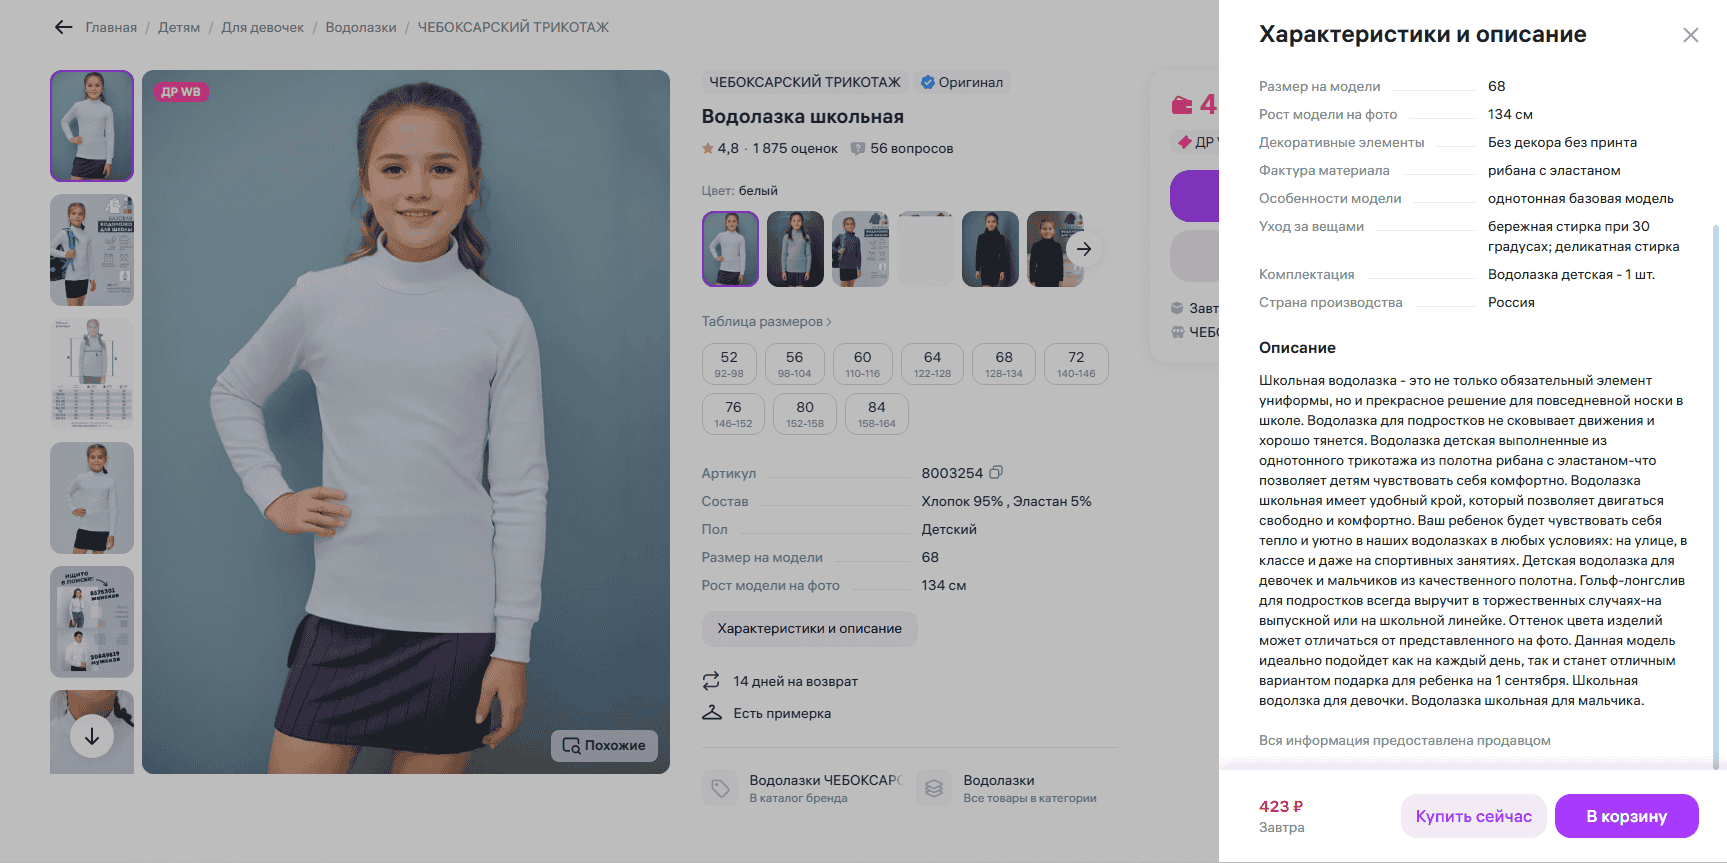 Главная / Детям / Для девочек / Водолазки / ЧЕБОКСАРСКИЙ ТРИКОТАЖ
ДР WB
Похожие
ИЩИТЕ
В ПОИСКЕ:
8075301
женская
20849819
мужская
ЧЕБОКСАРСКИЙ ТРИКОТАЖ
Оригинал
Водолазка школьная
4,8 · 1 875 оценок
56 вопросов
Цвет: белый
Таблица размеров
52 56 60 64 68 72
92-98 98-104 110-116 122-128 128-134 140-146
76 80 84
146-152 152-158 158-164
Артикул 8003254
Состав Хлопок 95% , Эластан 5%
Пол Детский
Размер на модели 68
Рост модели на фото 134 см
Характеристики и описание
14 дней на возврат
Есть примерка
Водолазки ЧЕБОКСАРС
В каталог бренда
Водолазки
Все товары в категории
4
ДР
Завт
ЧЕБО
Характеристики и описание
Размер на модели 68
Рост модели на фото 134 см
Декоративные элементы Без декора без принта
Фактура материала рибана с эластаном
Особенности модели однотонная базовая модель
Уход за вещами бережная стирка при 30
градусах; деликатная стирка
Комплектация Водолазка детская - 1 шт.
Страна производства Россия
Описание
Школьная водолазка - это не только обязательный элемент
униформы, но и прекрасное решение для повседневной носки в
школе. Водолазка для подростков не сковывает движения и
хорошо тянется. Водолазка детская выполненные из
однотонного трикотажа из полотна рибана с эластаном-что
позволяет детям чувствовать себя комфортно. Водолазка
школьная имеет удобный крой, который позволяет двигаться
свободно и комфортно. Ваш ребенок будет чувствовать себя
тепло и уютно в наших водолазках в любых условиях: на улице, в
классе и даже на спортивных занятиях. Детская водолазка для
девочек и мальчиков из качественного полотна. Гольф-лонгслив
для подростков всегда выручит в торжественных случаях-на
выпускной или на школьной линейке. Оттенок цвета изделий
может отличаться от представленного на фото. Данная модель
идеально подойдет как на каждый день, так и станет отличным
вариантом подарка для ребенка на 1 сентября. Школьная
водолзка для девочки. Водолазка школьная для мальчика.
Вся информация предоставлена продавцом
423 ₽
Завтра
Купить сейчас
В корзину